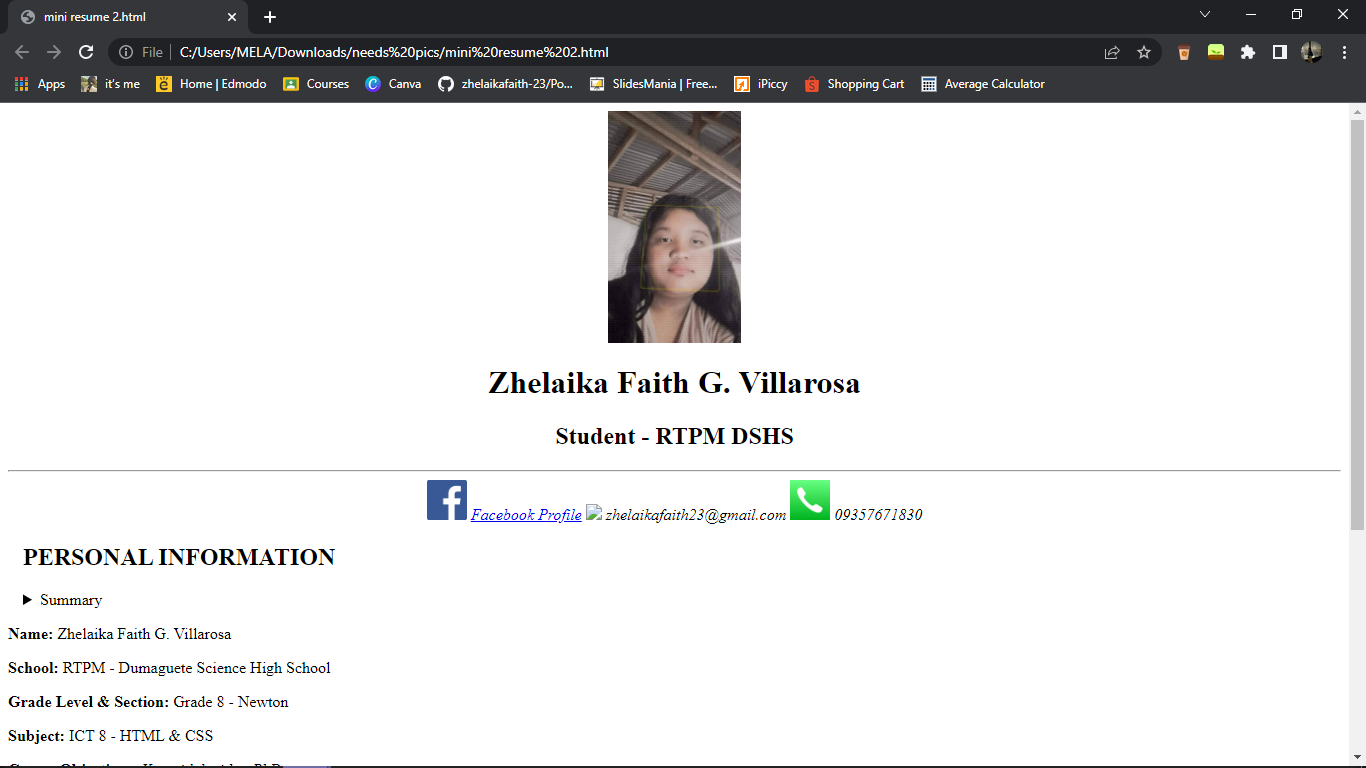 mini resume 2.html
File
C:/Users/MELA/Downloads/needs%20pics/mini%20resume%202.html
Apps it's me Home | Edmodo Courses Canva zhelaikafaith-23/Po... SlidesMania | Free... iPiccy Shopping Cart Average Calculator
Zhelaika Faith G. Villarosa
Student - RTPM DSHS
Facebook Profile zhelaikafaith23@gmail.com 09357671830
PERSONAL INFORMATION
Summary
Name: Zhelaika Faith G. Villarosa
School: RTPM - Dumaguete Science High School
Grade Level & Section: Grade 8 - Newton
Subject: ICT 8 - HTML & CSS